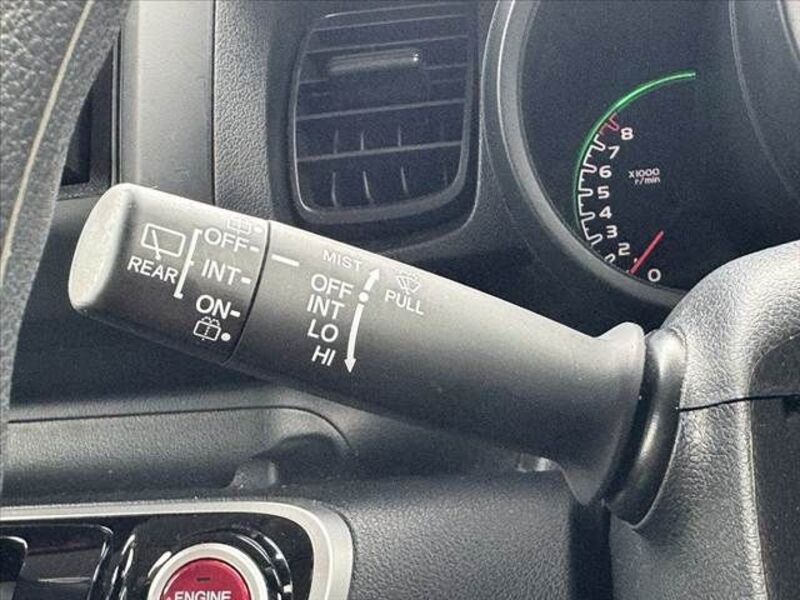 REAR
OFF
INT
ON
MIST
OFF
INT
LO
HI
PULL
8
7
6
5
4
3
2
0
X1000
r/min
ENGINE